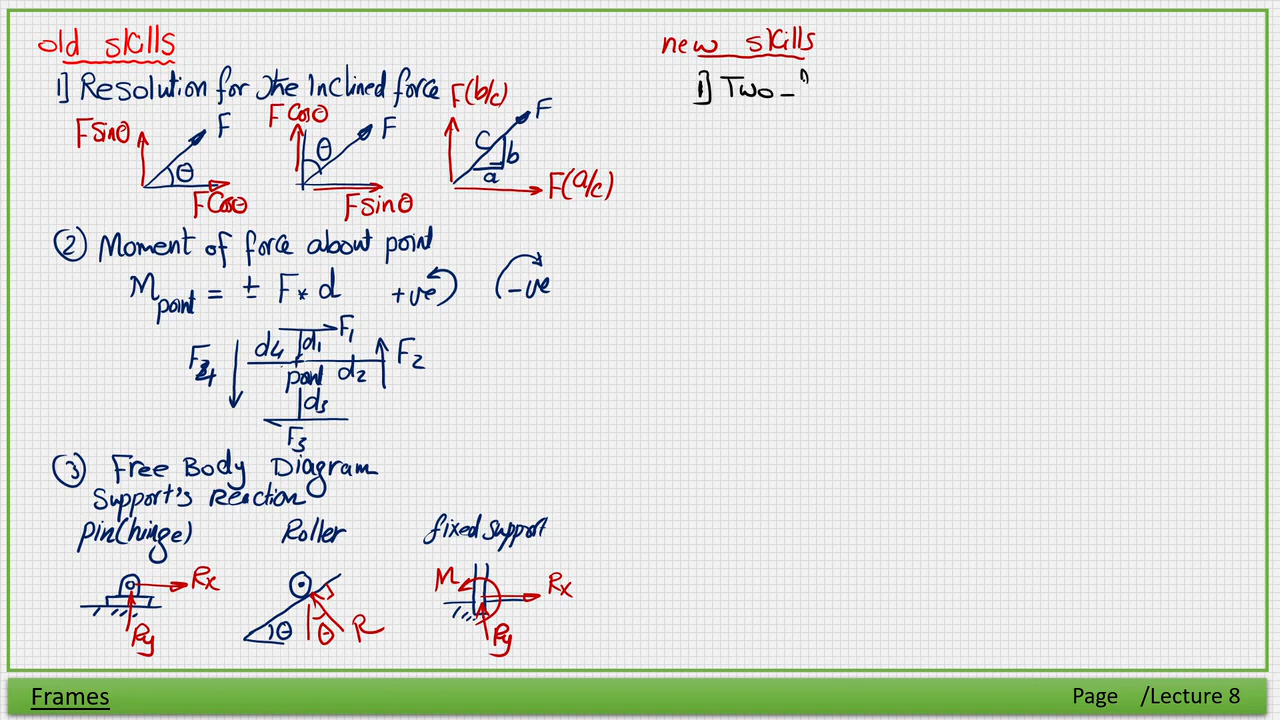 old skills
1] Resolution for the Inclined force
F(b/c)
F Sinθ
F
θ
F Cosθ
F Cosθ
F
θ
F sinθ
F
c
b
a
F(a/c)
② Moment of force about point
M point = ± F * d
+ve
-ve
F1
d4
d1
F2
point
d2
d3
F3
③ Free Body Diagram
Support's Reaction
pin(hinge)
Roller
fixed support
Rx
Ry
θ
θ
R
M
Rx
Ry
new skills
1] Two -
Frames
Page /Lecture 8